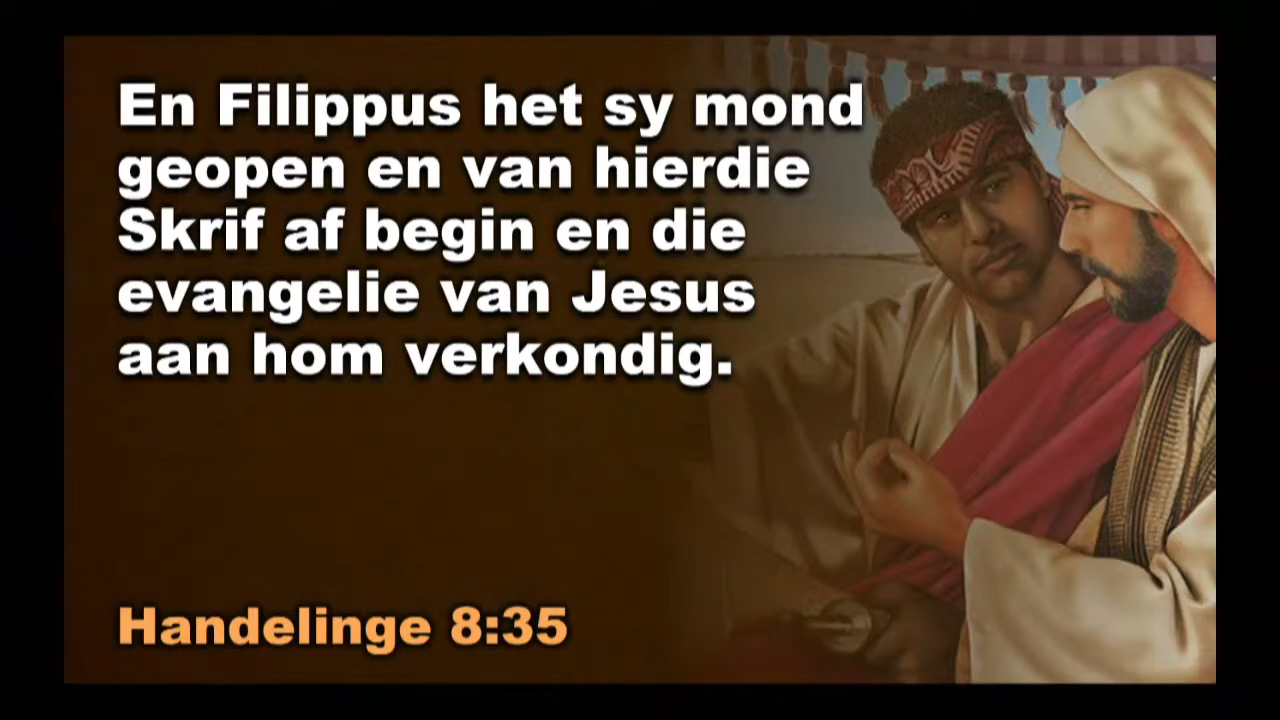 En Filippus het sy mond
geopen en van hierdie
Skrif af begin en die
evangelie van Jesus
aan hom verkondig.
Handelinge 8:35